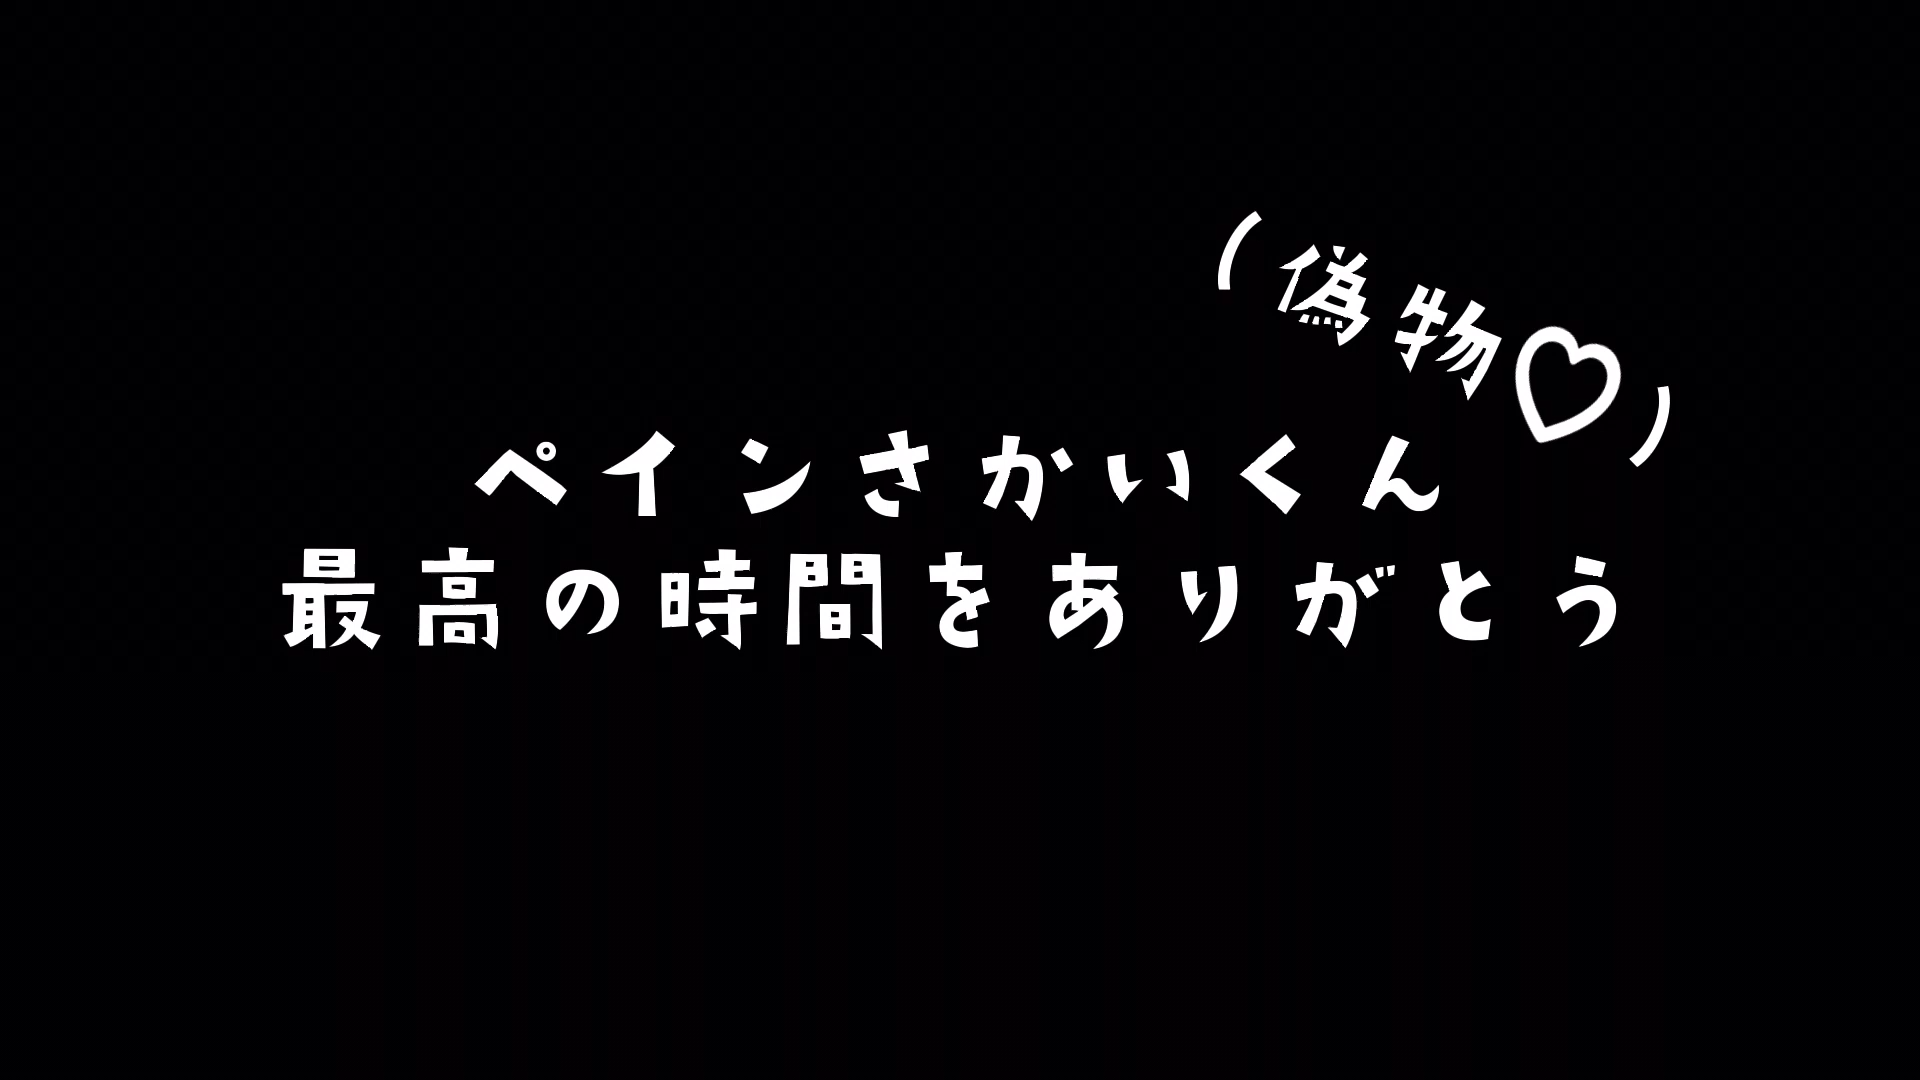 (偽物♡)
ペインさかいくん
最高の時間をありがとう